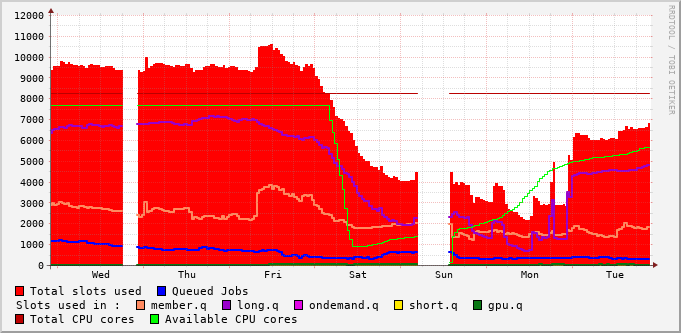 RRDTOOL / TOBI OETIKER
12000
11000
10000
9000
8000
7000
6000
5000
4000
3000
2000
1000
0
Wed Thu Fri Sat Sun Mon Tue
Total slots used Queued Jobs
Slots used in : member.q long.q ondemand.q short.q gpu.q
Total CPU cores Available CPU cores